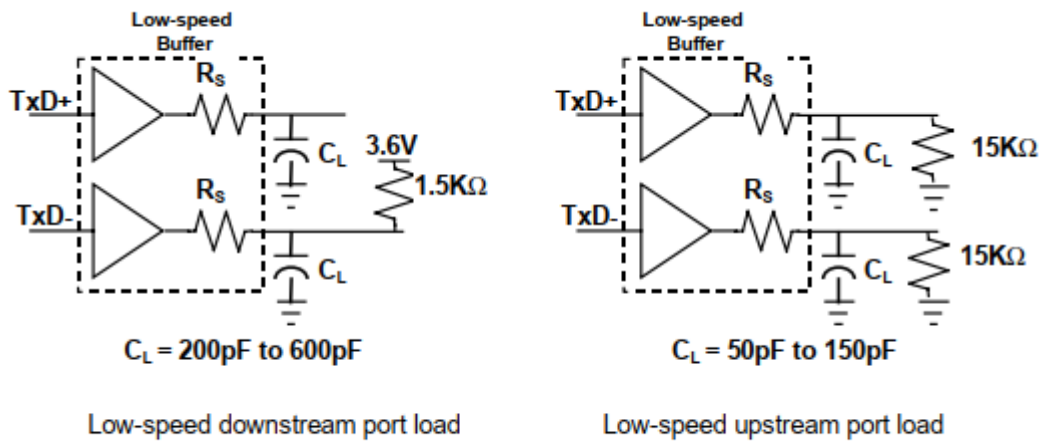 Low-speed
Buffer
RS
TxD+
CL
3.6V
1.5KΩ
RS
TxD-
CL
CL = 200pF to 600pF
Low-speed downstream port load
Low-speed
Buffer
RS
TxD+
CL
15KΩ
RS
TxD-
CL
15KΩ
CL = 50pF to 150pF
Low-speed upstream port load